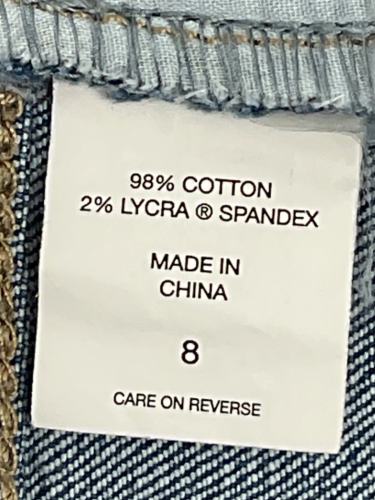 98% COTTON
2% LYCRA ® SPANDEX
MADE IN
CHINA
8
CARE ON REVERSE